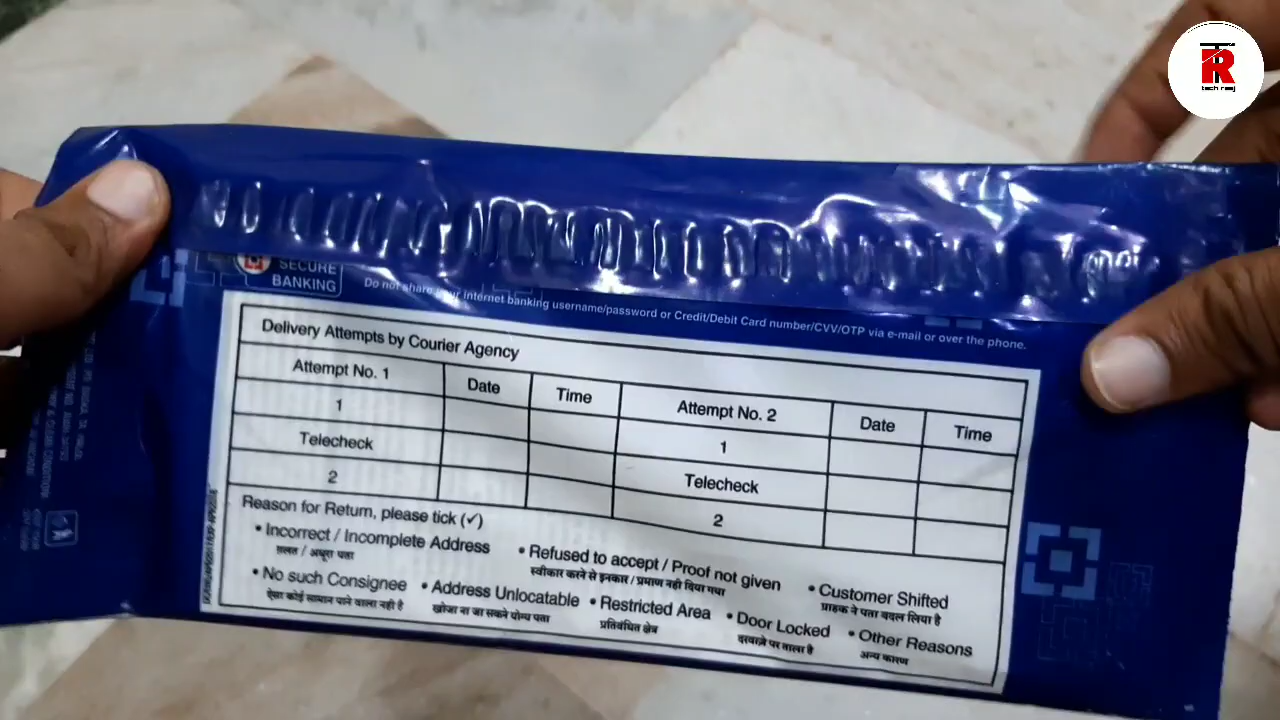 TR
tech raaj
SECURE
BANKING
Do not share your Internet banking username/password or Credit/Debit Card number/CVV/OTP via e-mail or over the phone.
Delivery Attempts by Courier Agency
Attempt No. 1 Date Time Attempt No. 2 Date Time
1 1
Telecheck Telecheck
2 2
Reason for Return, please tick (✓)
• Incorrect / Incomplete Address • Refused to accept / Proof not given • Customer Shifted
ग़लत / अधूरा पता स्वीकार करने से इनकार / प्रमाण नही दिया गया ग्राहक ने पता बदल लिया है
• No such Consignee • Address Unlocatable • Restricted Area • Door Locked • Other Reasons
ऐसा कोई सामान पाने वाला नही है खोजा ना जा सकने योग्य पता प्रतिबंधित क्षेत्र दरवाज़े पर ताला है अन्य कारण